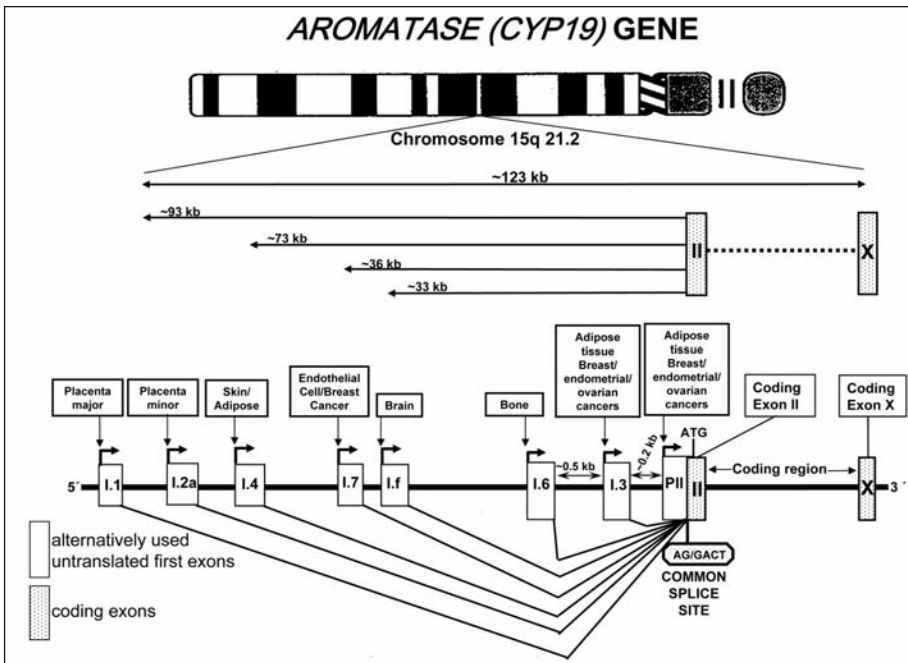 AROMATASE (CYP19) GENE
Chromosome 15q 21.2
~123 kb
~93 kb
~73 kb
~36 kb
~33 kb
II
X
Placenta
major
Placenta
minor
Skin/
Adipose
Endothelial
Cell/Breast
Cancer
Brain
Bone
Adipose
tissue
Breast/
endometrial/
ovarian
cancers
Adipose
tissue
Breast/
endometrial/
ovarian
cancers
Coding
Exon II
Coding
Exon X
ATG
5´
I.1
I.2a
I.4
I.7
I.f
I.6
~0.5 kb
I.3
~0.2 kb
PII
II
Coding region
X
3 ´
AG/GACT
COMMON
SPLICE
SITE
alternatively used
untranslated first exons
coding exons